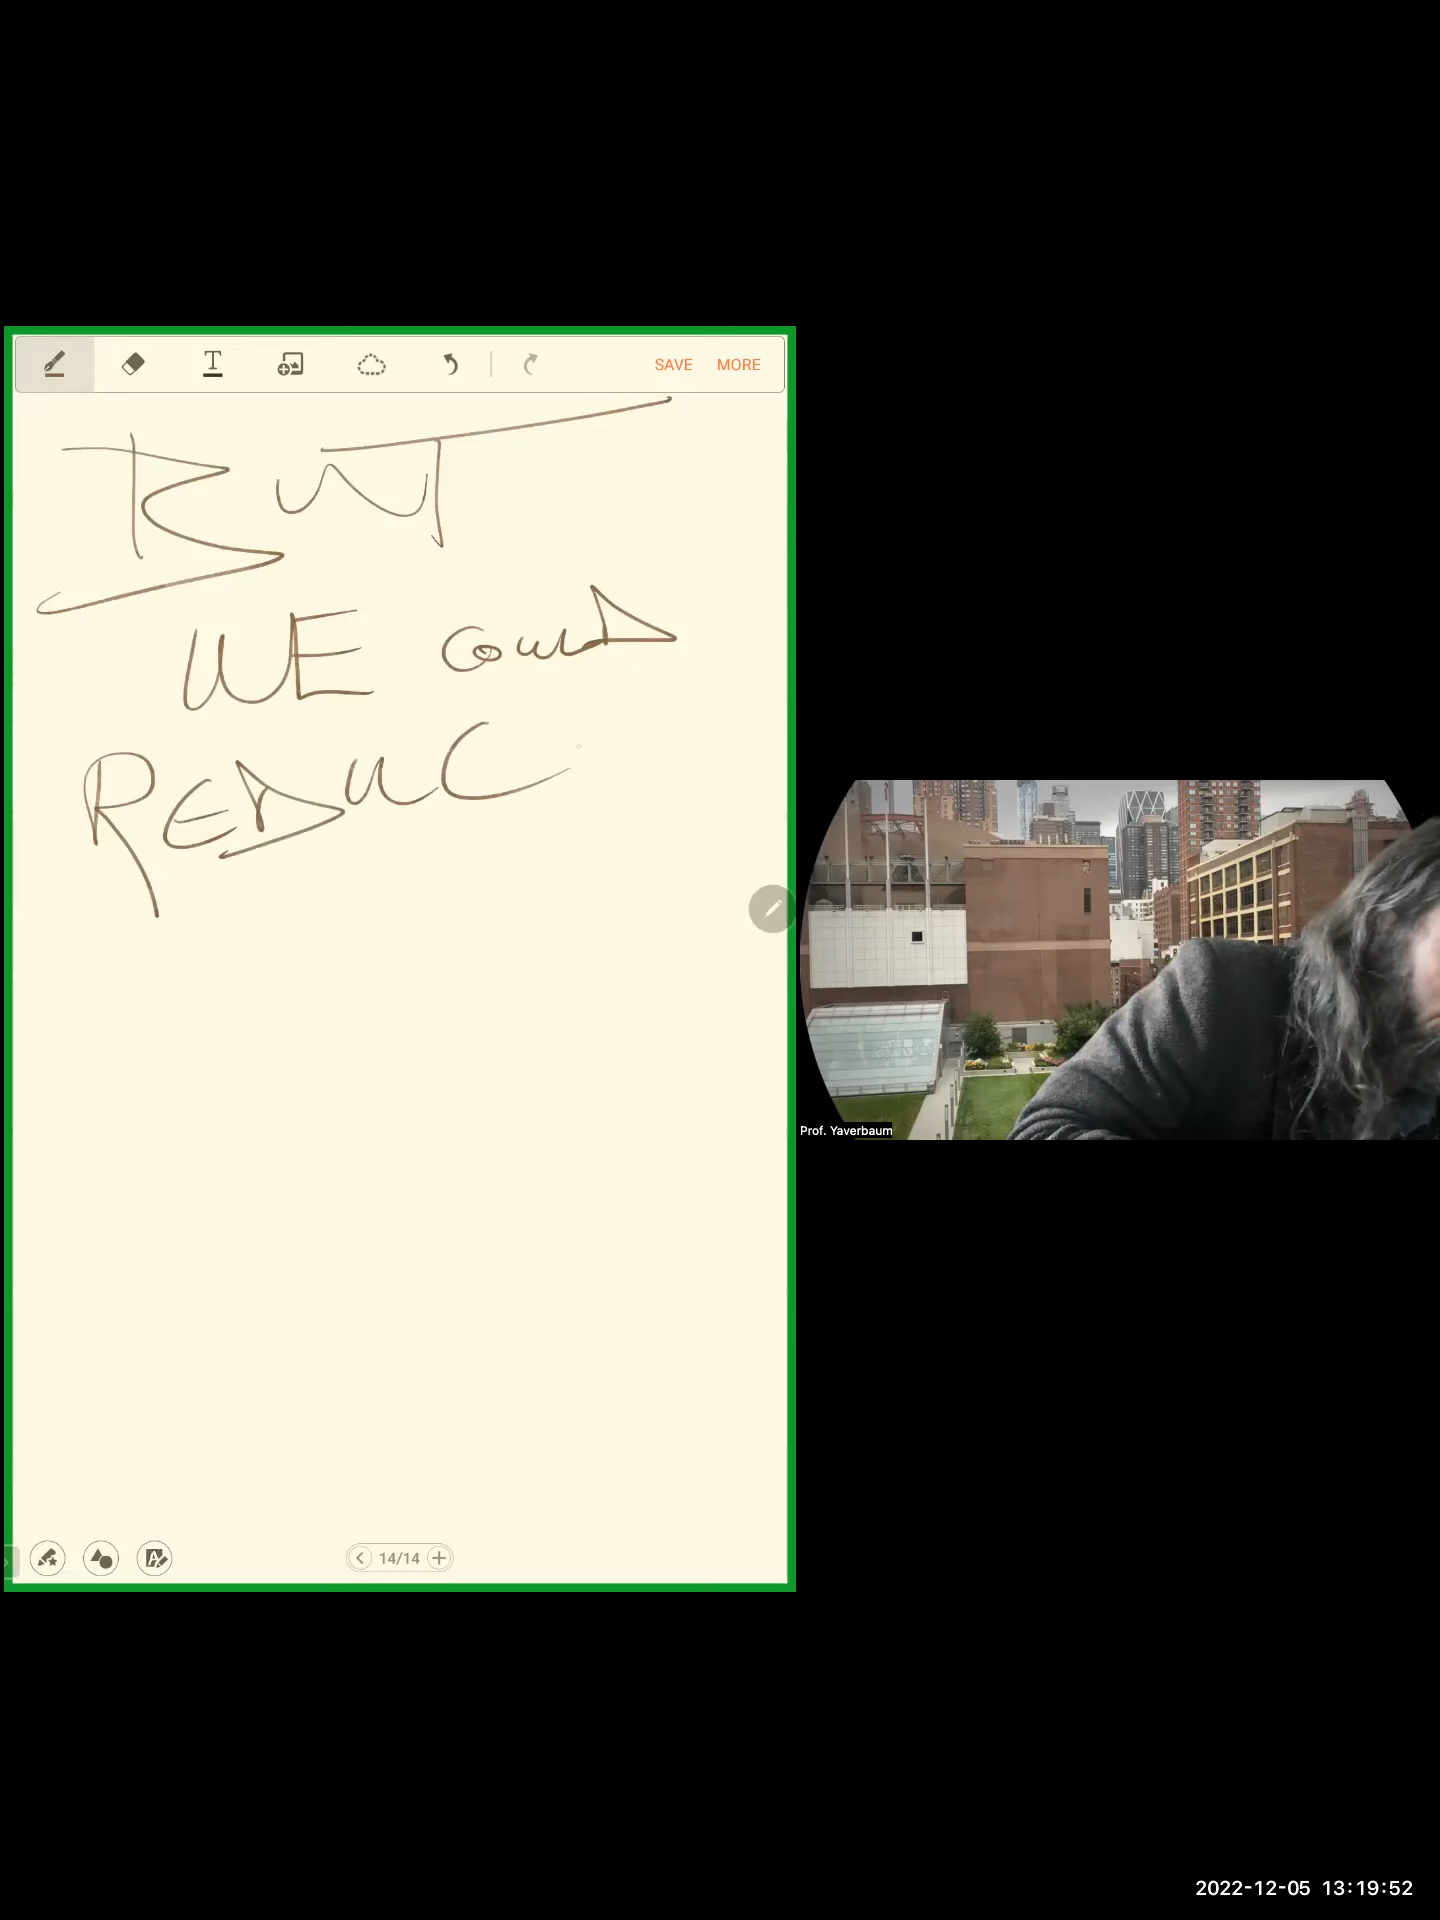 T
SAVE MORE
BUT
WE COULD
REDUC
Prof. Yaverbaum
14/14
2022-12-05 13:19:52